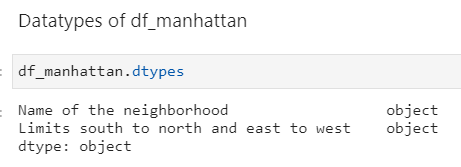 Datatypes of df_manhattan
df_manhattan.dtypes
Name of the neighborhood object
Limits south to north and east to west object
dtype: object